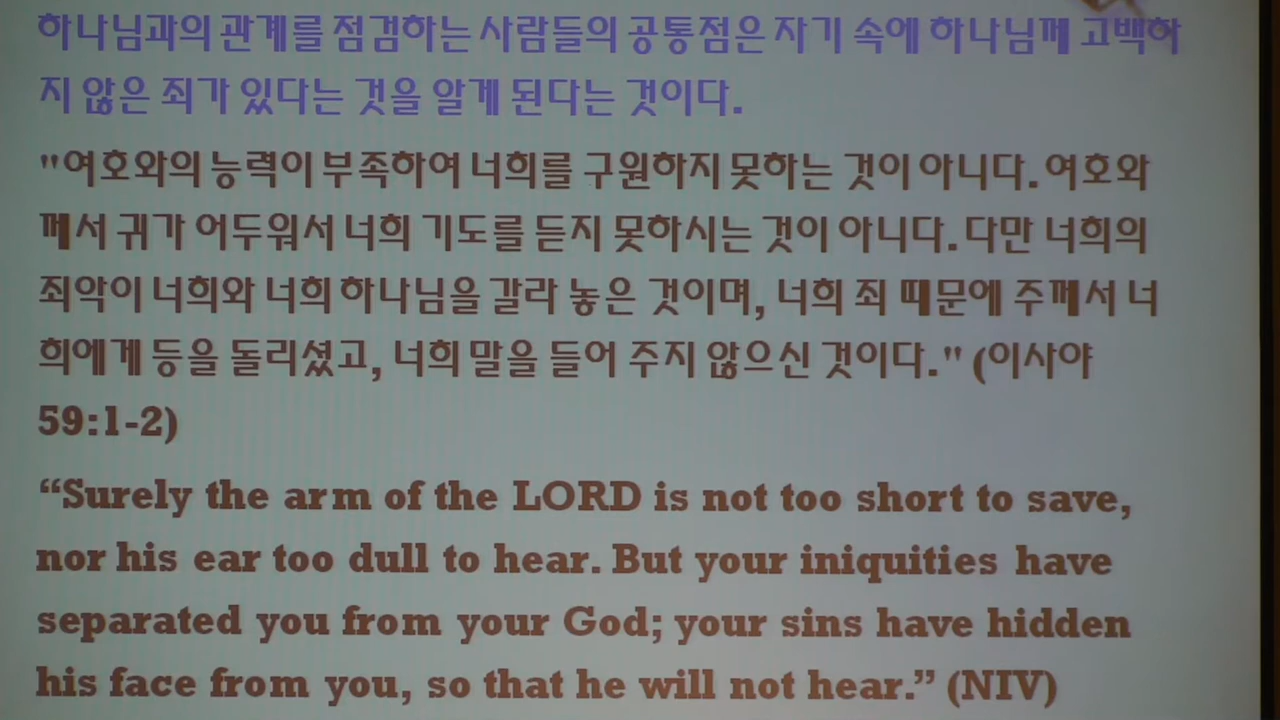 하나님과의 관계를 점검하는 사람들의 공통점은 자기 속에 하나님께 고백하
지 않은 죄가 있다는 것을 알게 된다는 것이다.
"여호와의 능력이 부족하여 너희를 구원하지 못하는 것이 아니다. 여호와
께서 귀가 어두워서 너희 기도를 듣지 못하시는 것이 아니다. 다만 너희의
죄악이 너희와 너희 하나님을 갈라 놓은 것이며, 너희 죄 때문에 주께서 너
희에게 등을 돌리셨고, 너희 말을 들어 주지 않으신 것이다." (이사야
59:1-2)
“Surely the arm of the LORD is not too short to save,
nor his ear too dull to hear. But your iniquities have
separated you from your God; your sins have hidden
his face from you, so that he will not hear.” (NIV)